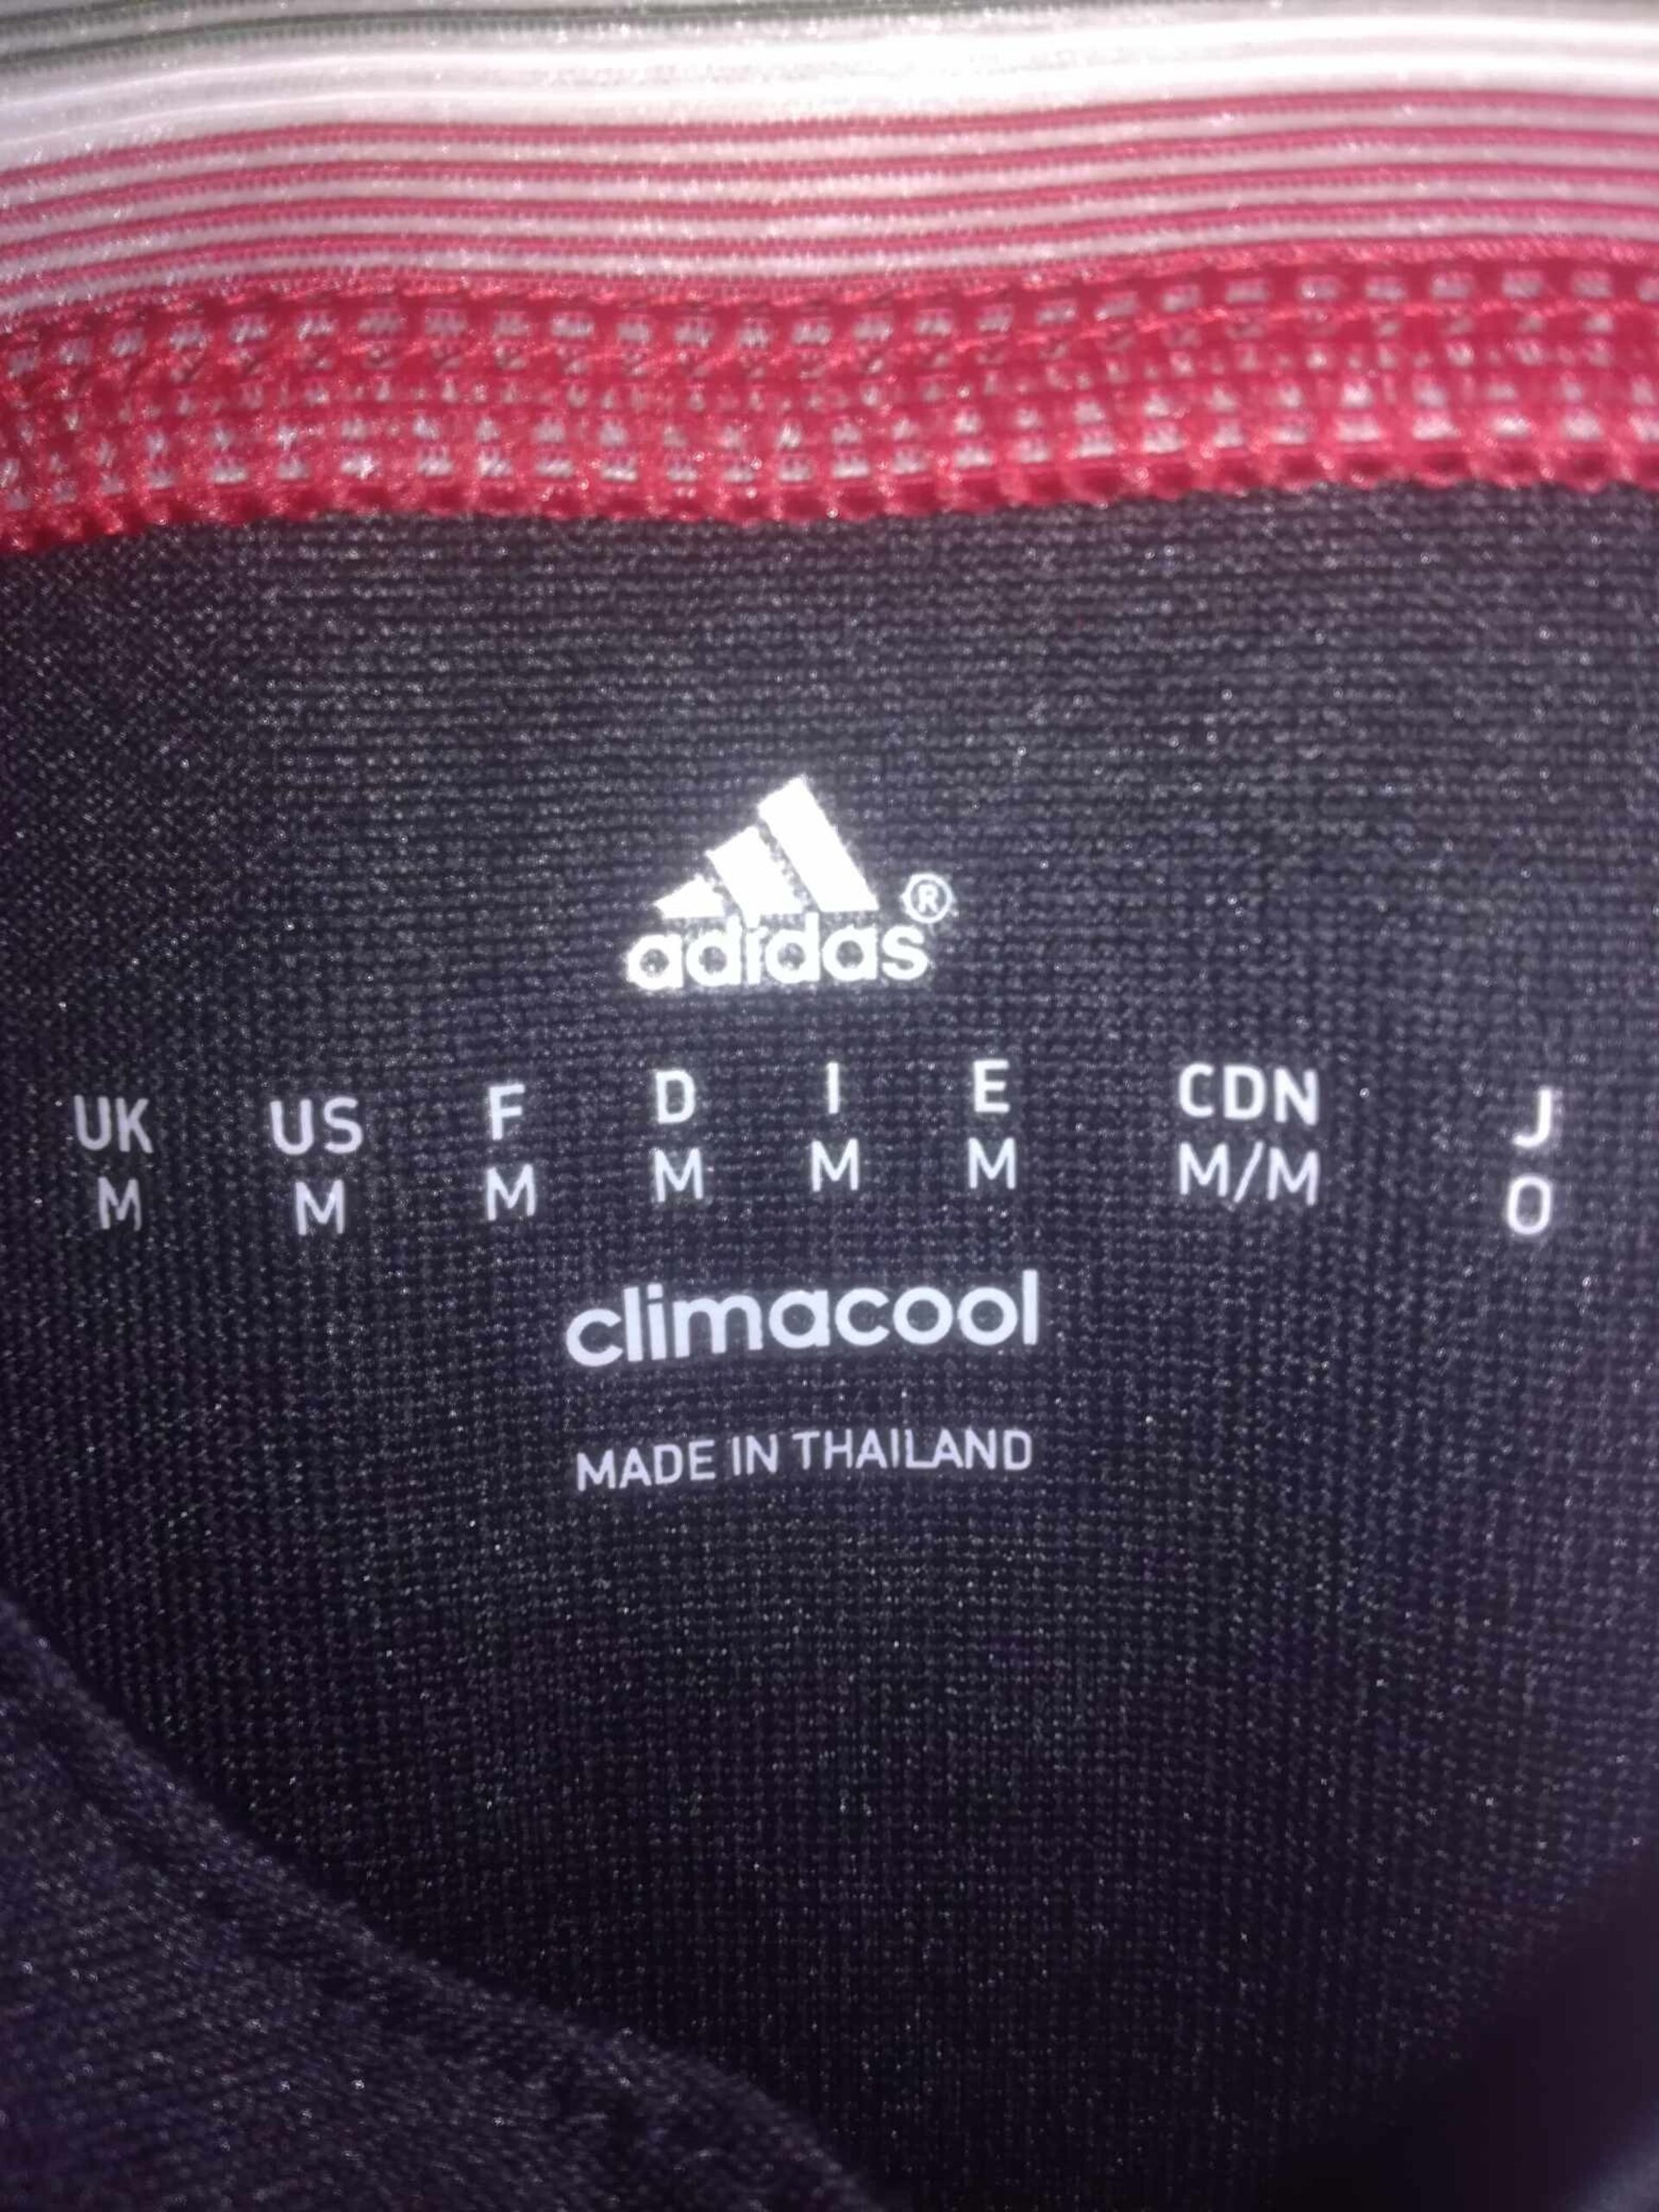 adidas®
UK US F D I E CDN J
M M M M M M M/M O
climacool
MADE IN THAILAND